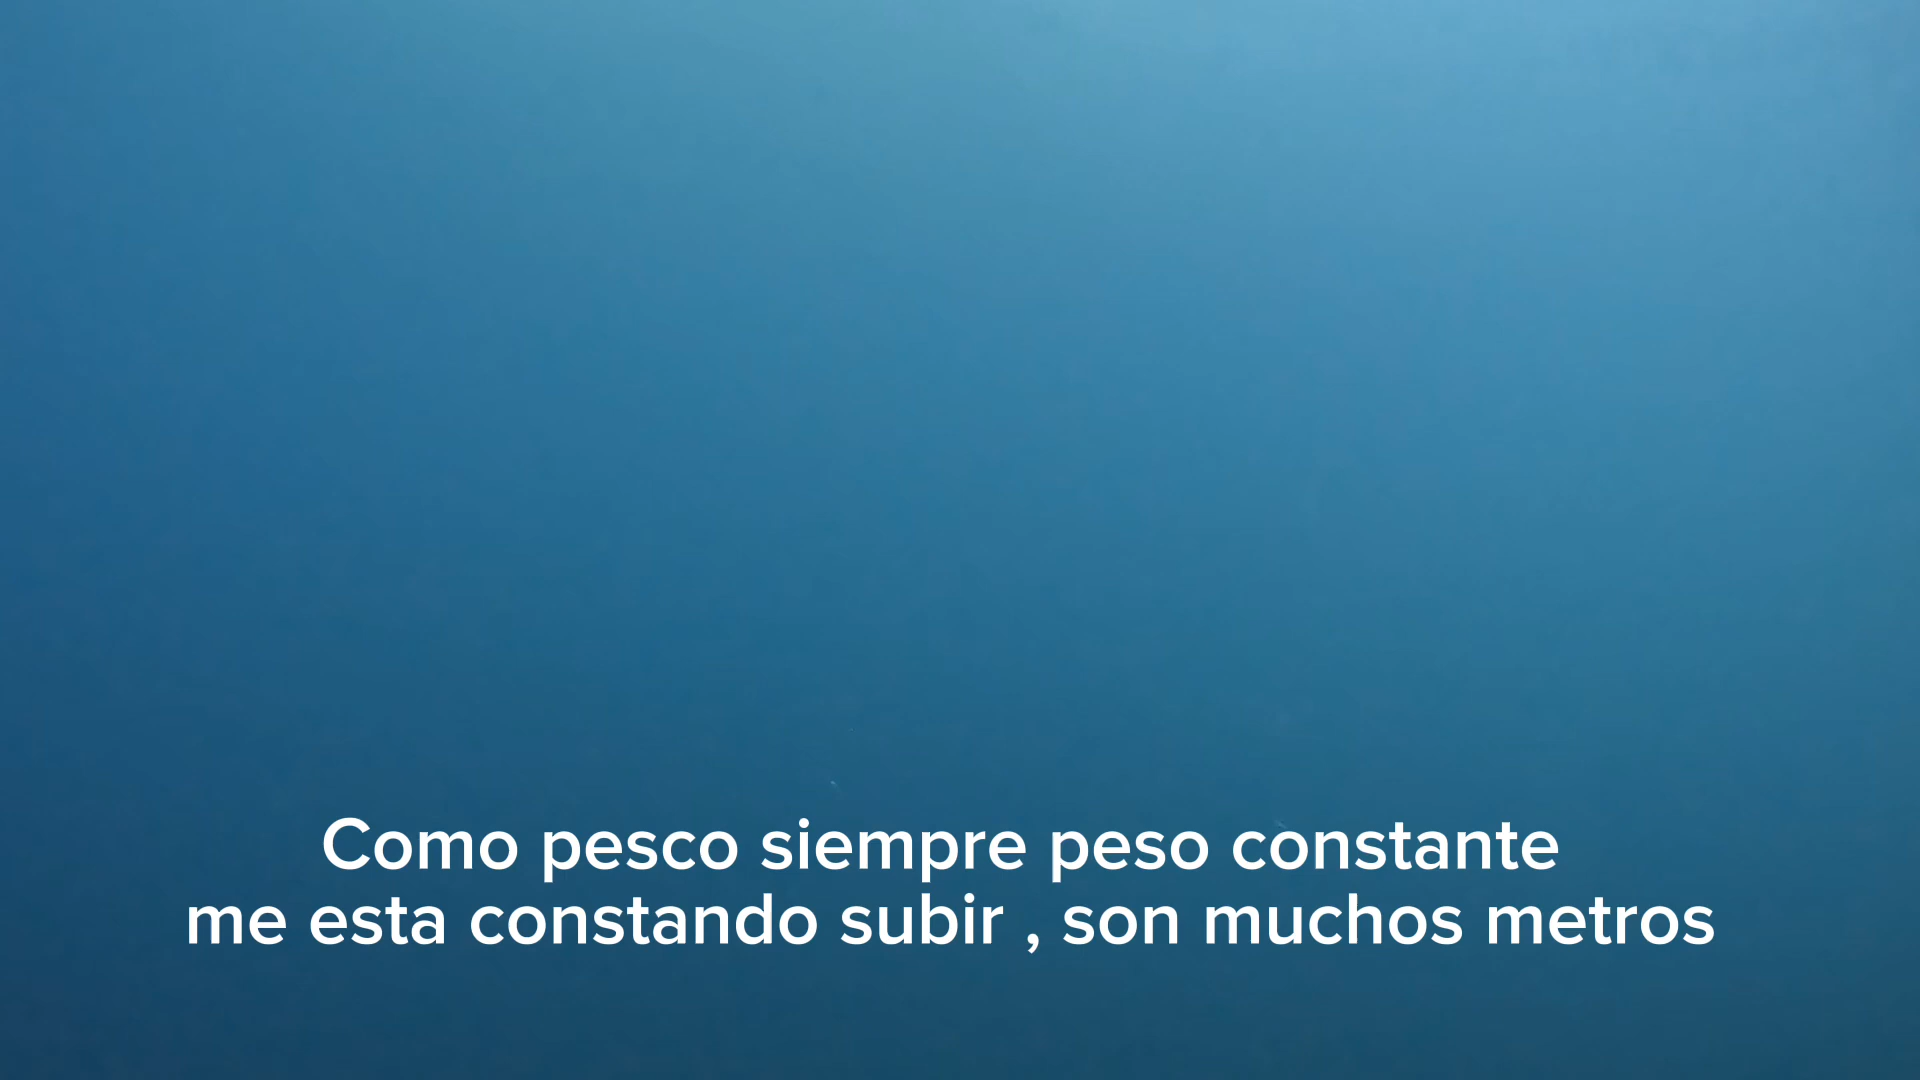 Como pesco siempre peso constante
me esta constando subir , son muchos metros